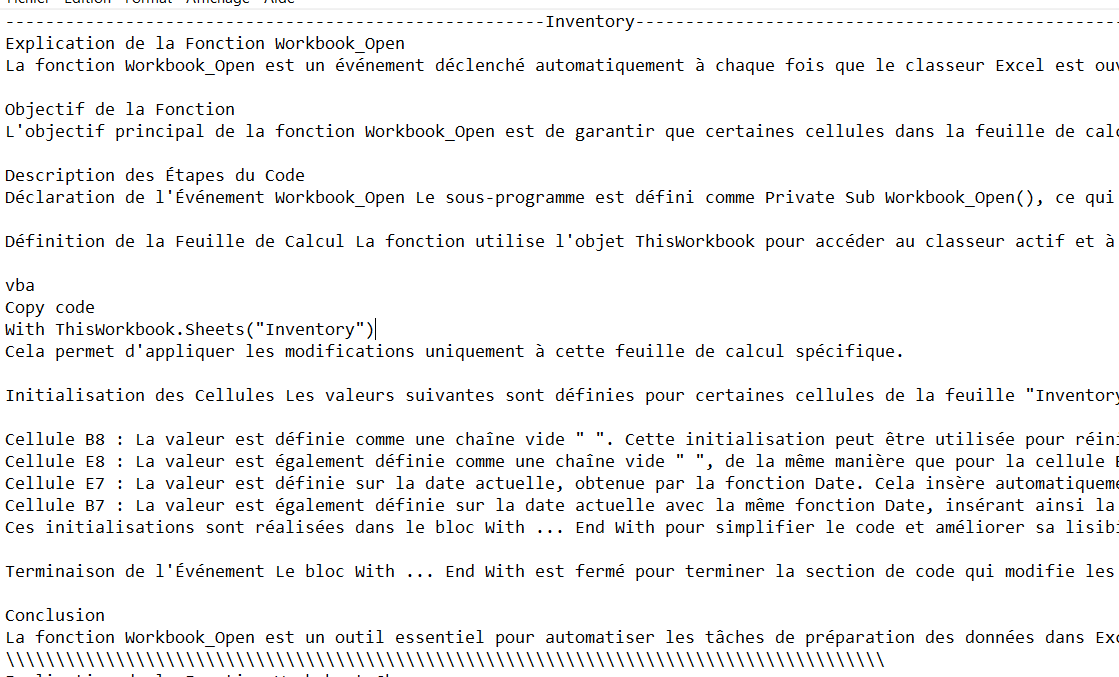 Fichier Edition Format Affichage Aide
------------------------------------------------------Inventory-------------------------------------------------
Explication de la Fonction Workbook_Open
La fonction Workbook_Open est un événement déclenché automatiquement à chaque fois que le classeur Excel est
Objectif de la Fonction
L'objectif principal de la fonction Workbook_Open est de garantir que certaines cellules dans la feuille de
Description des Étapes du Code
Déclaration de l'Événement Workbook_Open Le sous-programme est défini comme Private Sub Workbook_Open(), ce qui
Définition de la Feuille de Calcul La fonction utilise l'objet ThisWorkbook pour accéder au classeur actif et à
vba
Copy code
With ThisWorkbook.Sheets("Inventory")
Cela permet d'appliquer les modifications uniquement à cette feuille de calcul spécifique.
Initialisation des Cellules Les valeurs suivantes sont définies pour certaines cellules de la feuille "Inventory
Cellule B8 : La valeur est définie comme une chaîne vide " ". Cette initialisation peut être utilisée pour
Cellule E8 : La valeur est également définie comme une chaîne vide " ", de la même manière que pour la cellule
Cellule E7 : La valeur est définie sur la date actuelle, obtenue par la fonction Date. Cela insère
Cellule B7 : La valeur est également définie sur la date actuelle avec la même fonction Date, insérant ainsi la
Ces initialisations sont réalisées dans le bloc With ... End With pour simplifier le code et améliorer sa
Terminaison de l'Événement Le bloc With ... End With est fermé pour terminer la section de code qui modifie les
Conclusion
La fonction Workbook_Open est un outil essentiel pour automatiser les tâches de préparation des données dans
\\\\\\\\\\\\\\\\\\\\\\\\\\\\\\\\\\\\\\\\\\\\\\\\\\\\\\\\\\\\\\\\\\\\\\\\\\\\\\\\\\\\\\\\